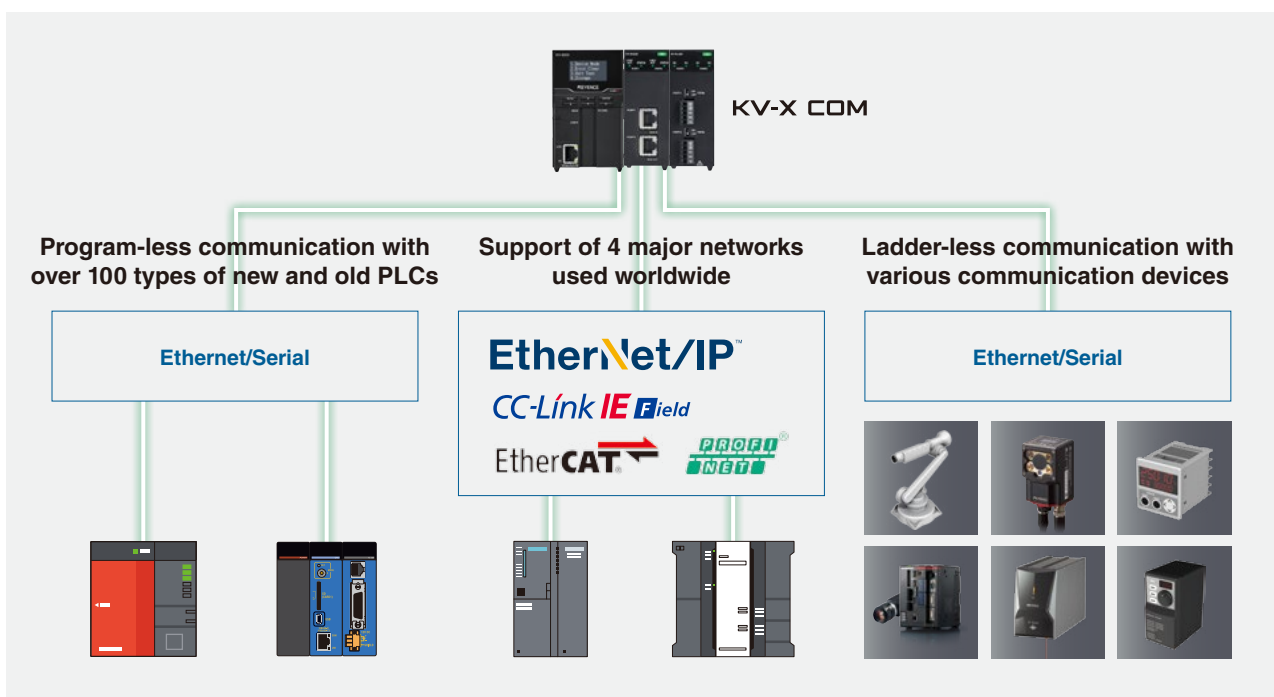 KEYENCE
KV-X COM
Program-less communication with
over 100 types of new and old PLCs
Ethernet/Serial
Support of 4 major networks
used worldwide
EtherNet/IP™
CC-Link IE Field
EtherCAT®
PROFI®
NET
Ladder-less communication with
various communication devices
Ethernet/Serial